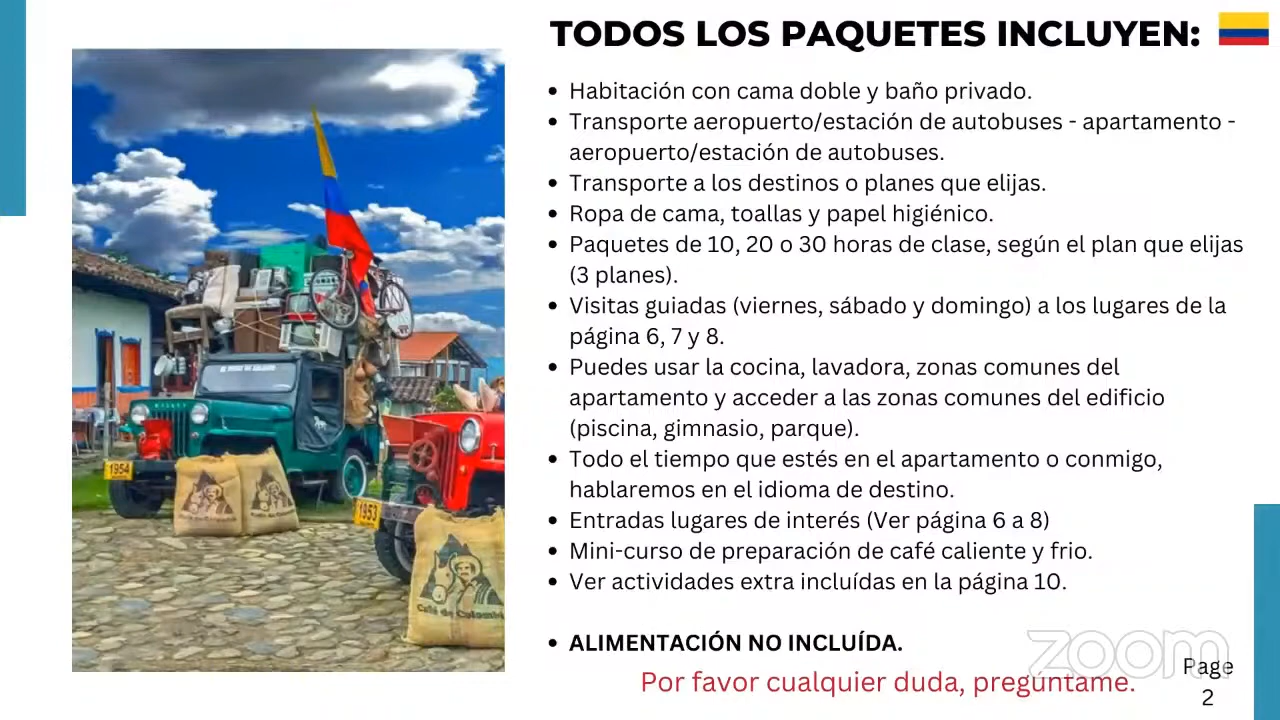 TODOS LOS PAQUETES INCLUYEN:
• Habitación con cama doble y baño privado.
• Transporte aeropuerto/estación de autobuses - apartamento -
aeropuerto/estación de autobuses.
• Transporte a los destinos o planes que elijas.
• Ropa de cama, toallas y papel higiénico.
• Paquetes de 10, 20 o 30 horas de clase, según el plan que elijas
(3 planes).
• Visitas guiadas (viernes, sábado y domingo) a los lugares de la
página 6, 7 y 8.
• Puedes usar la cocina, lavadora, zonas comunes del
apartamento y acceder a las zonas comunes del edificio
(piscina, gimnasio, parque).
• Todo el tiempo que estés en el apartamento o conmigo,
hablaremos en el idioma de destino.
• Entradas lugares de interés (Ver página 6 a 8)
• Mini-curso de preparación de café caliente y frio.
• Ver actividades extra incluídas en la página 10.
• ALIMENTACIÓN NO INCLUÍDA.
Por favor cualquier duda, pregúntame.
zoom
Page
2
WILLYS
1954
1953
Café de Colombi